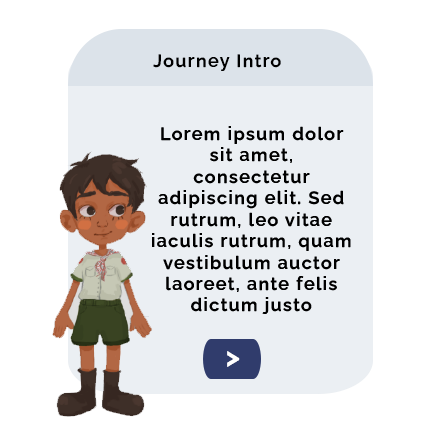 Journey Intro
Lorem ipsum dolor
sit amet,
consectetur
adipiscing elit. Sed
rutrum, leo vitae
iaculis rutrum, quam
vestibulum auctor
laoreet, ante felis
dictum justo
>